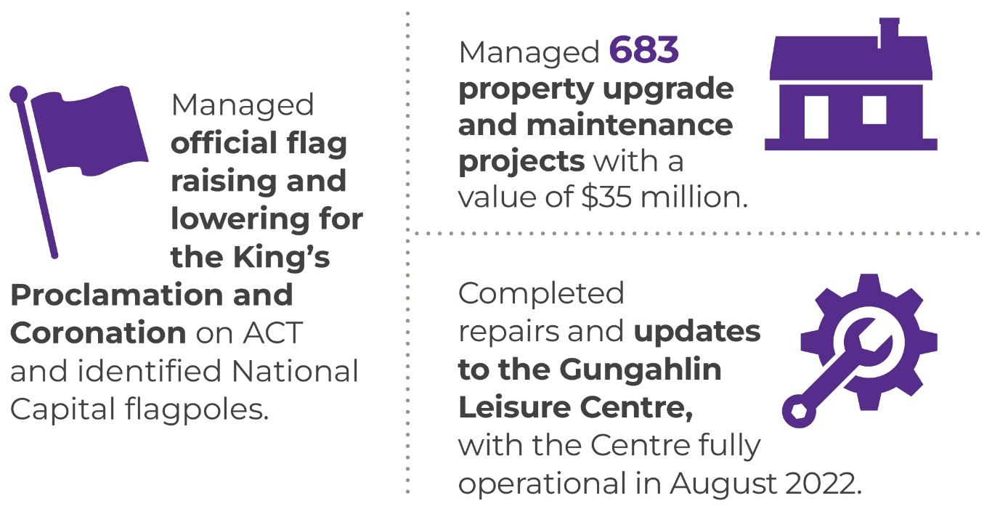 Managed
official flag
raising and
lowering for
the King’s
Proclamation and
Coronation on ACT
and identified National
Capital flagpoles.
Managed 683
property upgrade
and maintenance
projects with a
value of $35 million.
Completed
repairs and updates
to the Gungahlin
Leisure Centre,
with the Centre fully
operational in August 2022.